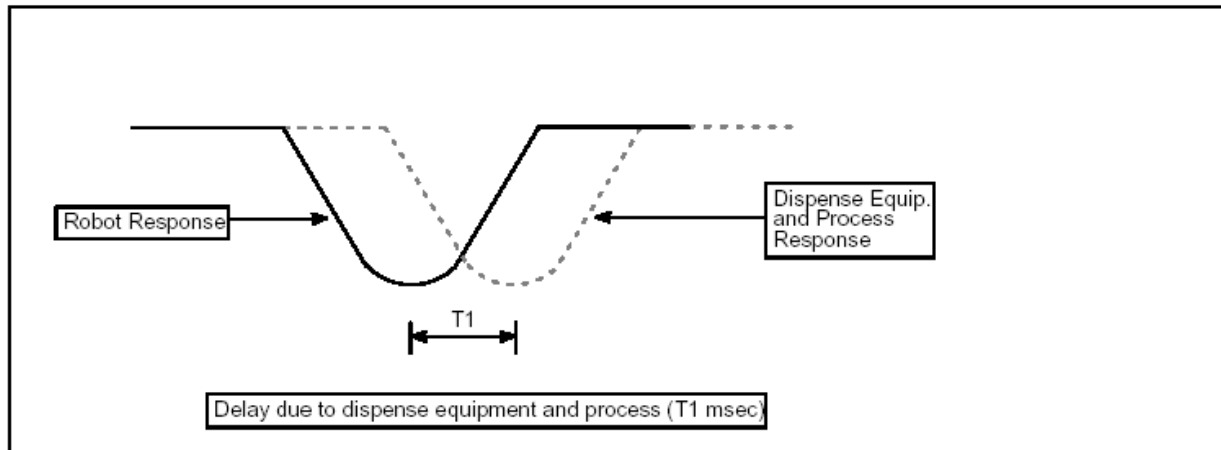 Robot Response
Dispense Equip.
and Process
Response
T1
Delay due to dispense equipment and process (T1 msec)